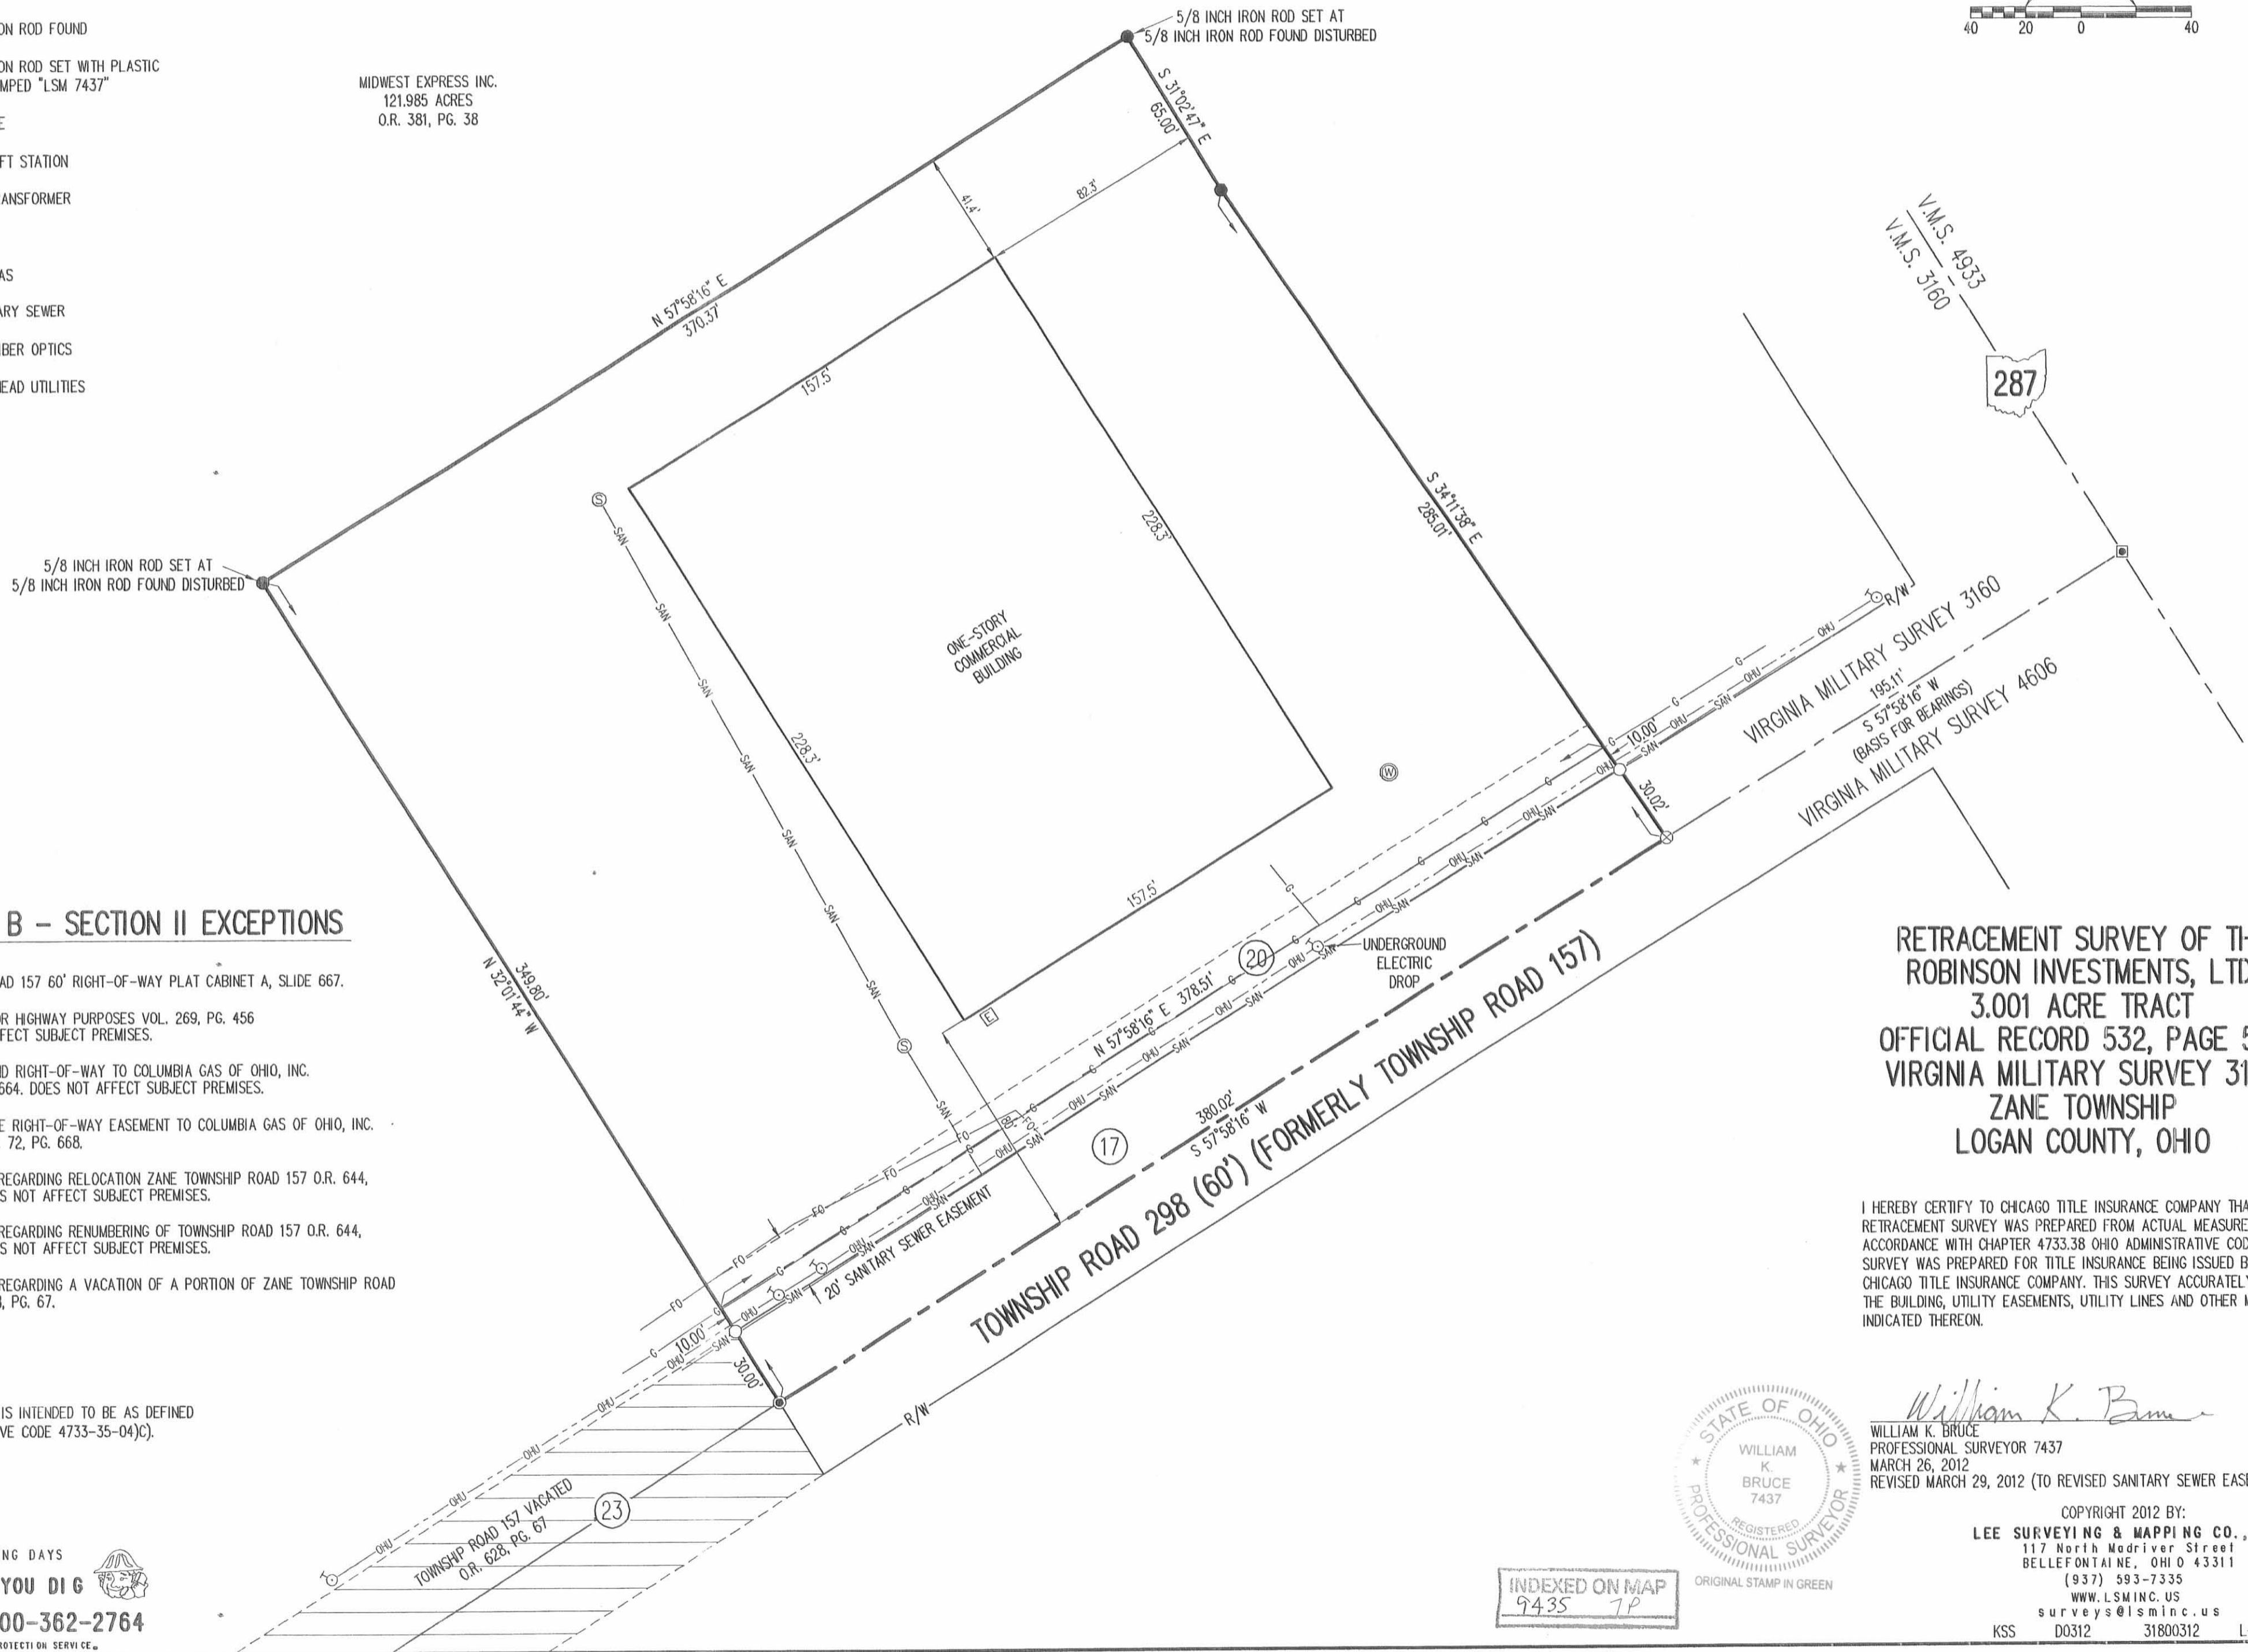 ON ROD FOUND
ON ROD SET WITH PLASTIC
MPED "LSM 7437"
FT STATION
ANSFORMER
AS
ARY SEWER
BER OPTICS
EAD UTILITIES
MIDWEST EXPRESS INC.
121.985 ACRES
O.R. 381, PG. 38
5/8 INCH IRON ROD SET AT
5/8 INCH IRON ROD FOUND DISTURBED
40 20 0 40
S 31°02'47" E
65.00'
41.4'
82.3'
N 57°58'16" E
370.37'
157.5'
228.3'
S 34°11'38" E
285.01'
V.M.S. 4933
V.M.S. 3160
287
5/8 INCH IRON ROD SET AT
5/8 INCH IRON ROD FOUND DISTURBED
S
SAN
ONE-STORY
COMMERCIAL
BUILDING
228.3'
157.5'
W
E
S
R/W
VIRGINIA MILITARY SURVEY 3160
195.11'
S 57°58'16" W
(BASIS FOR BEARINGS)
VIRGINIA MILITARY SURVEY 4606
10.00'
30.02'
349.80'
N 32°01'44" W
20
UNDERGROUND
ELECTRIC
DROP
N 57°58'16" E 378.51'
80'
17
380.02'
S 57°58'16" W
TOWNSHIP ROAD 298 (60') (FORMERLY TOWNSHIP ROAD 157)
20' SANITARY SEWER EASEMENT
G
OHU
SAN
FO
10.00'
30.00'
R/W
TOWNSHIP ROAD 157 VACATED
O.R. 628, PG. 67
23
B - SECTION II EXCEPTIONS
AD 157 60' RIGHT-OF-WAY PLAT CABINET A, SLIDE 667.
R HIGHWAY PURPOSES VOL. 269, PG. 456
FECT SUBJECT PREMISES.
D RIGHT-OF-WAY TO COLUMBIA GAS OF OHIO, INC.
664. DOES NOT AFFECT SUBJECT PREMISES.
E RIGHT-OF-WAY EASEMENT TO COLUMBIA GAS OF OHIO, INC.
72, PG. 668.
REGARDING RELOCATION ZANE TOWNSHIP ROAD 157 O.R. 644,
S NOT AFFECT SUBJECT PREMISES.
REGARDING RENUMBERING OF TOWNSHIP ROAD 157 O.R. 644,
S NOT AFFECT SUBJECT PREMISES.
REGARDING A VACATION OF A PORTION OF ZANE TOWNSHIP ROAD
, PG. 67.
IS INTENDED TO BE AS DEFINED
VE CODE 4733-35-04)C).
NG DAYS
YOU DIG
00-362-2764
ROTECTION SERVICE.
RETRACEMENT SURVEY OF TH
ROBINSON INVESTMENTS, LTD
3.001 ACRE TRACT
OFFICIAL RECORD 532, PAGE 5
VIRGINIA MILITARY SURVEY 31
ZANE TOWNSHIP
LOGAN COUNTY, OHIO
I HEREBY CERTIFY TO CHICAGO TITLE INSURANCE COMPANY THA
RETRACEMENT SURVEY WAS PREPARED FROM ACTUAL MEASURE
ACCORDANCE WITH CHAPTER 4733.38 OHIO ADMINISTRATIVE COD
SURVEY WAS PREPARED FOR TITLE INSURANCE BEING ISSUED B
CHICAGO TITLE INSURANCE COMPANY. THIS SURVEY ACCURATELY
THE BUILDING, UTILITY EASEMENTS, UTILITY LINES AND OTHER M
INDICATED THEREON.
William K. Bruce
WILLIAM K. BRUCE
PROFESSIONAL SURVEYOR 7437
MARCH 26, 2012
REVISED MARCH 29, 2012 (TO REVISED SANITARY SEWER EASE
STATE OF OHIO
WILLIAM
K.
BRUCE
7437
REGISTERED
PROFESSIONAL SURVEYOR
ORIGINAL STAMP IN GREEN
INDEXED ON MAP
9435 JP
COPYRIGHT 2012 BY:
LEE SURVEYING & MAPPING CO.,
117 North Madriver Street
BELLEFONTAINE, OHIO 43311
(937) 593-7335
WWW.LSMINC.US
surveys@lsminc.us
KSS D0312 31800312 L